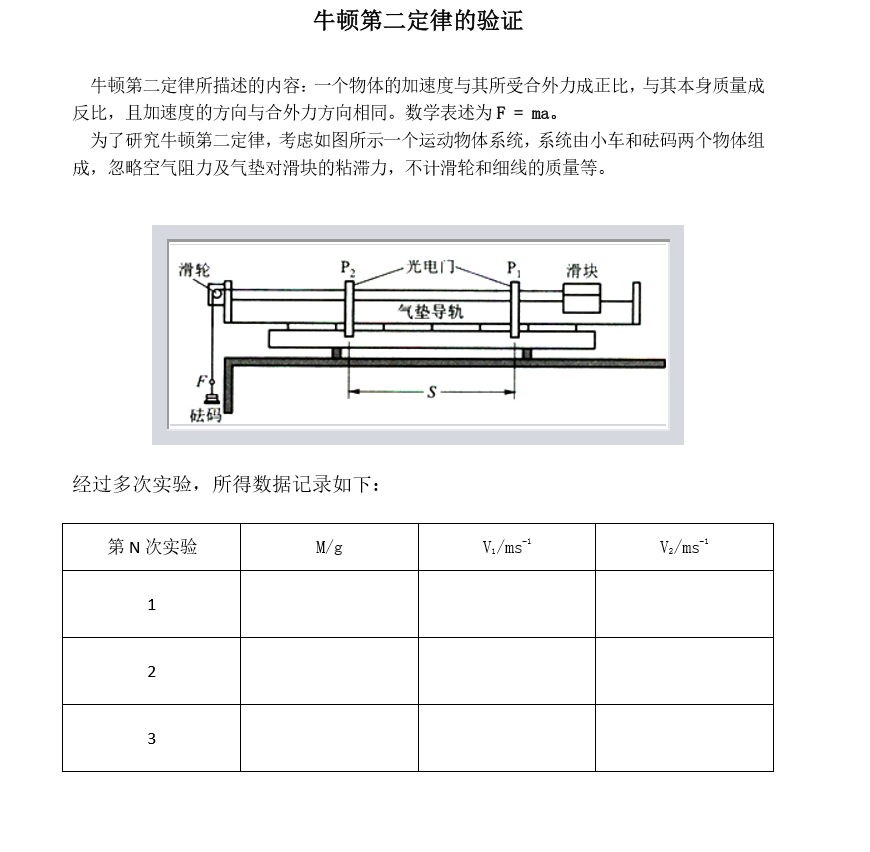 牛顿第二定律的验证
牛顿第二定律所描述的内容：一个物体的加速度与其所受合外力成正比，与其本身质量成
反比，且加速度的方向与合外力方向相同。数学表述为 F = ma。
为了研究牛顿第二定律，考虑如图所示一个运动物体系统，系统由小车和砝码两个物体组
成，忽略空气阻力及气垫对滑块的粘滞力，不计滑轮和细线的质量等。
滑轮 P₂ 光电门 P₁ 滑块
气垫导轨
F
S
砝码
经过多次实验，所得数据记录如下：
第 N 次实验 M/g V₁/ms⁻¹ V₂/ms⁻¹
1
2
3